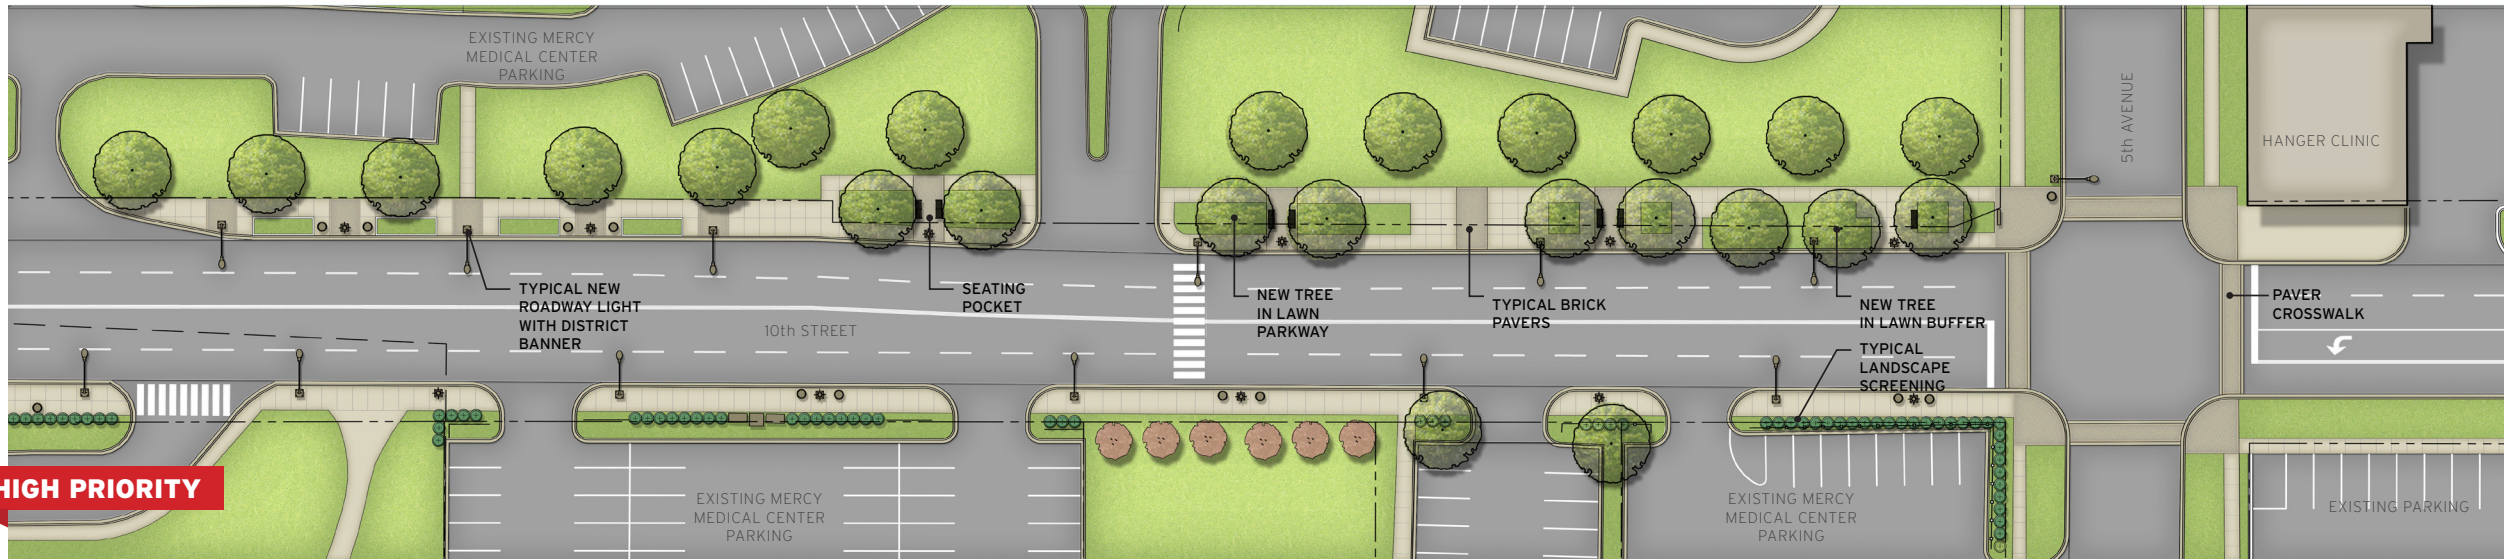 EXISTING MERCY
MEDICAL CENTER
PARKING
5th AVENUE
HANGER CLINIC
TYPICAL NEW
ROADWAY LIGHT
WITH DISTRICT
BANNER
SEATING
POCKET
NEW TREE
IN LAWN
PARKWAY
TYPICAL BRICK
PAVERS
NEW TREE
IN LAWN BUFFER
PAVER
CROSSWALK
10th STREET
TYPICAL
LANDSCAPE
SCREENING
HIGH PRIORITY
EXISTING MERCY
MEDICAL CENTER
PARKING
EXISTING MERCY
MEDICAL CENTER
PARKING
EXISTING PARKING